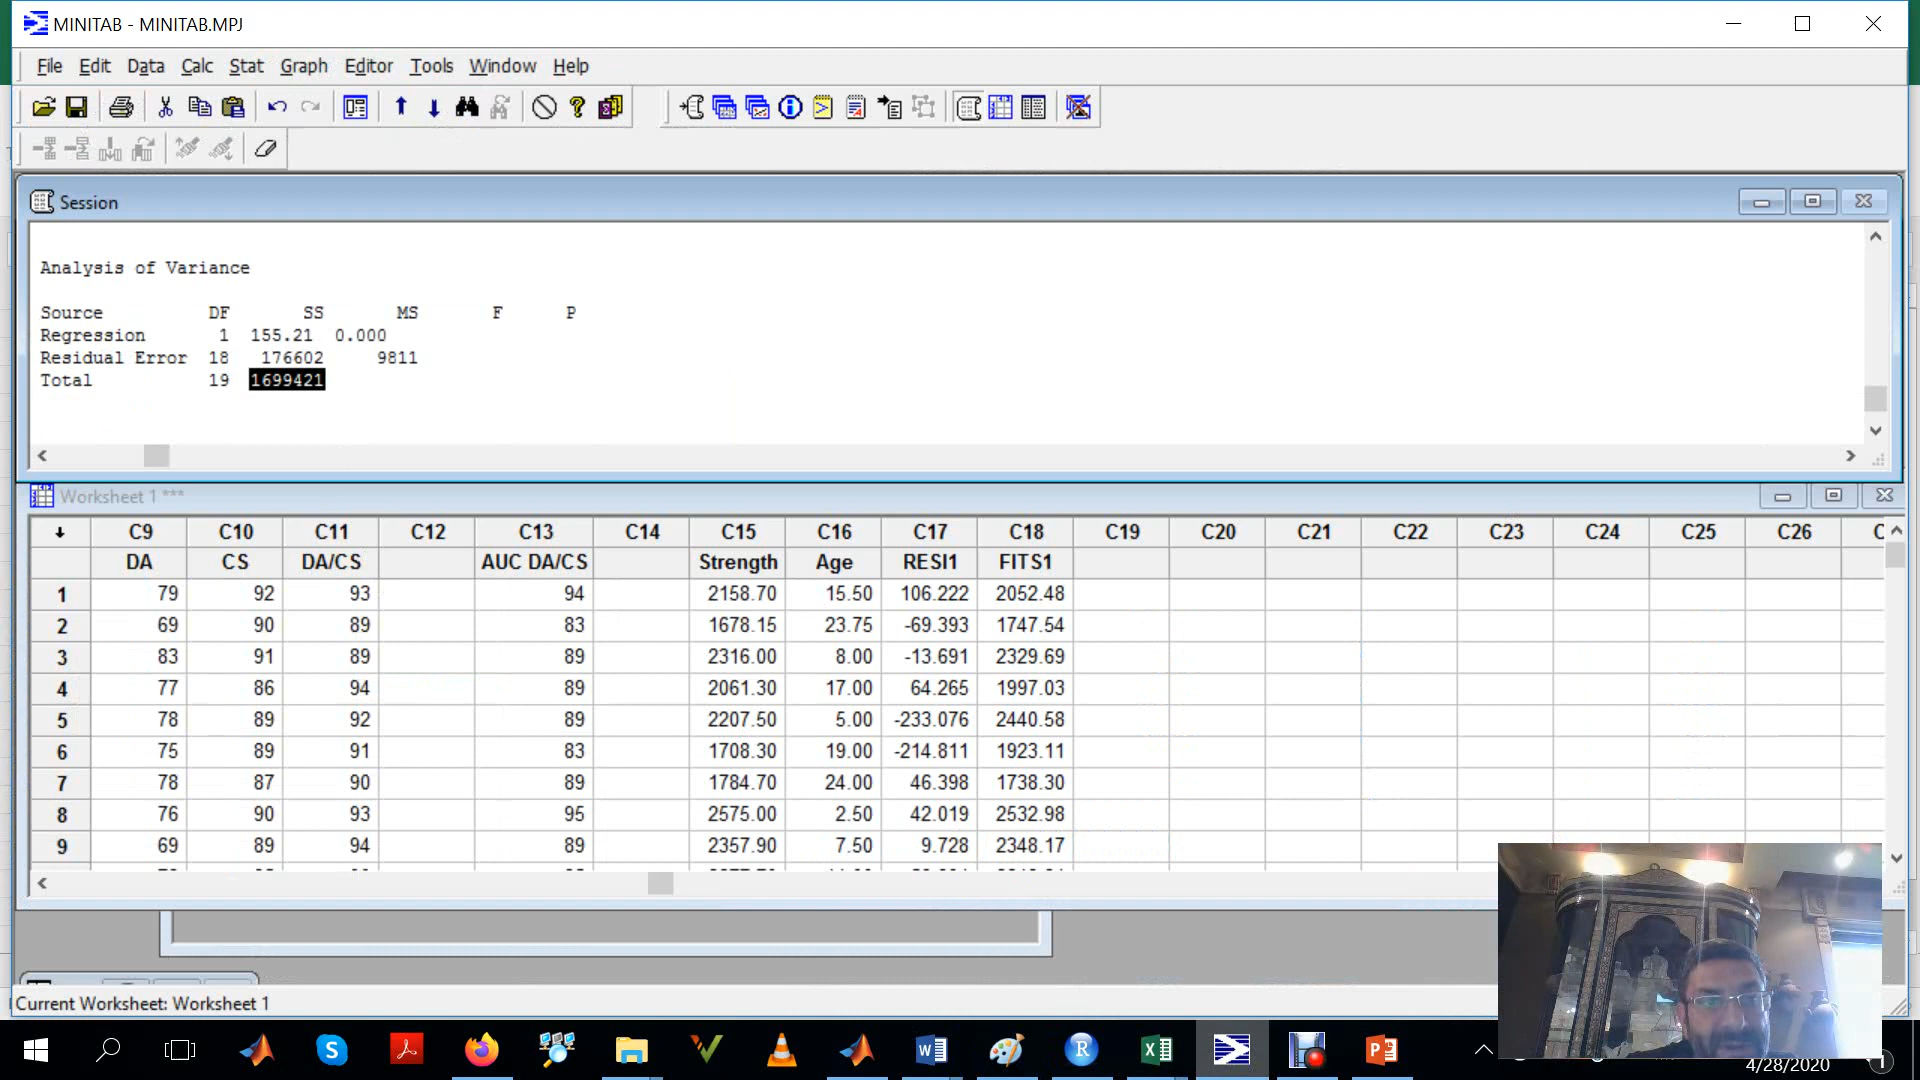 MINITAB - MINITAB.MPJ
File Edit Data Calc Stat Graph Editor Tools Window Help
Session
Analysis of Variance
Source DF SS MS F P
Regression 1 155.21 0.000
Residual Error 18 176602 9811
Total 19 1699421
Worksheet 1 ***
C9 C10 C11 C12 C13 C14 C15 C16 C17 C18 C19 C20 C21 C22 C23 C24 C25 C26
DA CS DA/CS AUC DA/CS Strength Age RESI1 FITS1
1 79 92 93 94 2158.70 15.50 106.222 2052.48
2 69 90 89 83 1678.15 23.75 -69.393 1747.54
3 83 91 89 89 2316.00 8.00 -13.691 2329.69
4 77 86 94 89 2061.30 17.00 64.265 1997.03
5 78 89 92 89 2207.50 5.00 -233.076 2440.58
6 75 89 91 83 1708.30 19.00 -214.811 1923.11
7 78 87 90 89 1784.70 24.00 46.398 1738.30
8 76 90 93 95 2575.00 2.50 42.019 2532.98
9 69 89 94 89 2357.90 7.50 9.728 2348.17
Current Worksheet: Worksheet 1
4/28/2020